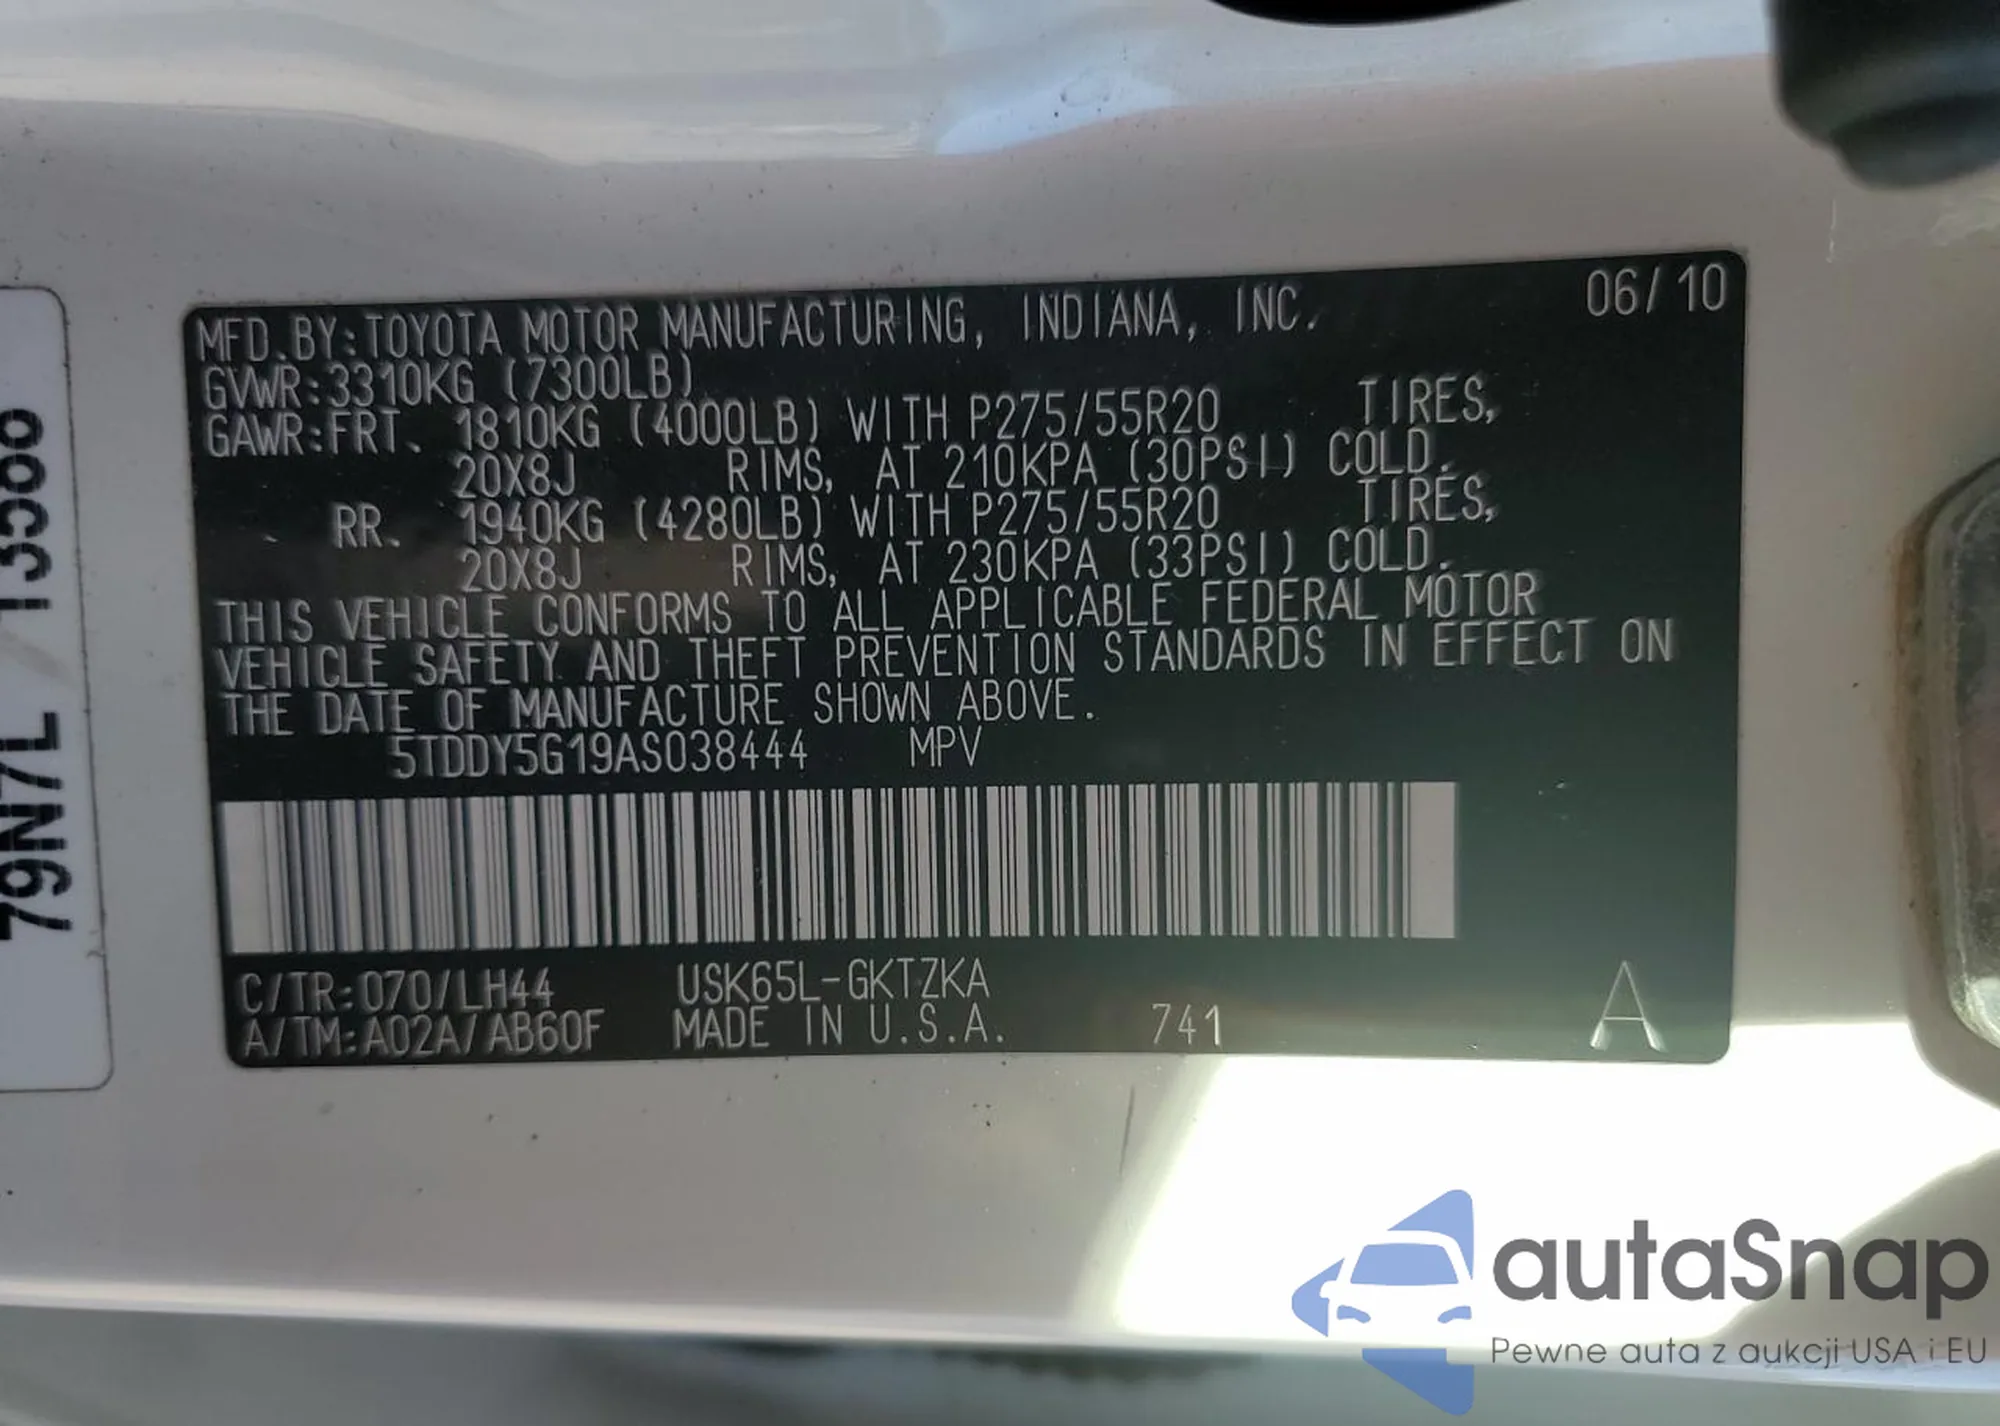 06/10
MFD.BY:TOYOTA MOTOR MANUFACTURING, INDIANA, INC.
GVWR:3310KG (7300LB)
GAWR:FRT. 1810KG (4000LB) WITH P275/55R20 TIRES,
20X8J RIMS, AT 210KPA (30PSI) COLD.
RR. 1940KG (4280LB) WITH P275/55R20 TIRES,
20X8J RIMS, AT 230KPA (33PSI) COLD.
THIS VEHICLE CONFORMS TO ALL APPLICABLE FEDERAL MOTOR
VEHICLE SAFETY AND THEFT PREVENTION STANDARDS IN EFFECT ON
THE DATE OF MANUFACTURE SHOWN ABOVE.
5TDDY5G19AS038444 MPV
C/TR:070/LH44 USK65L-GKTZKA
A/TM:A02A/AB60F MADE IN U.S.A. 741 A
79N7L
autaSnap
Pewne auta z aukcji USA i EU